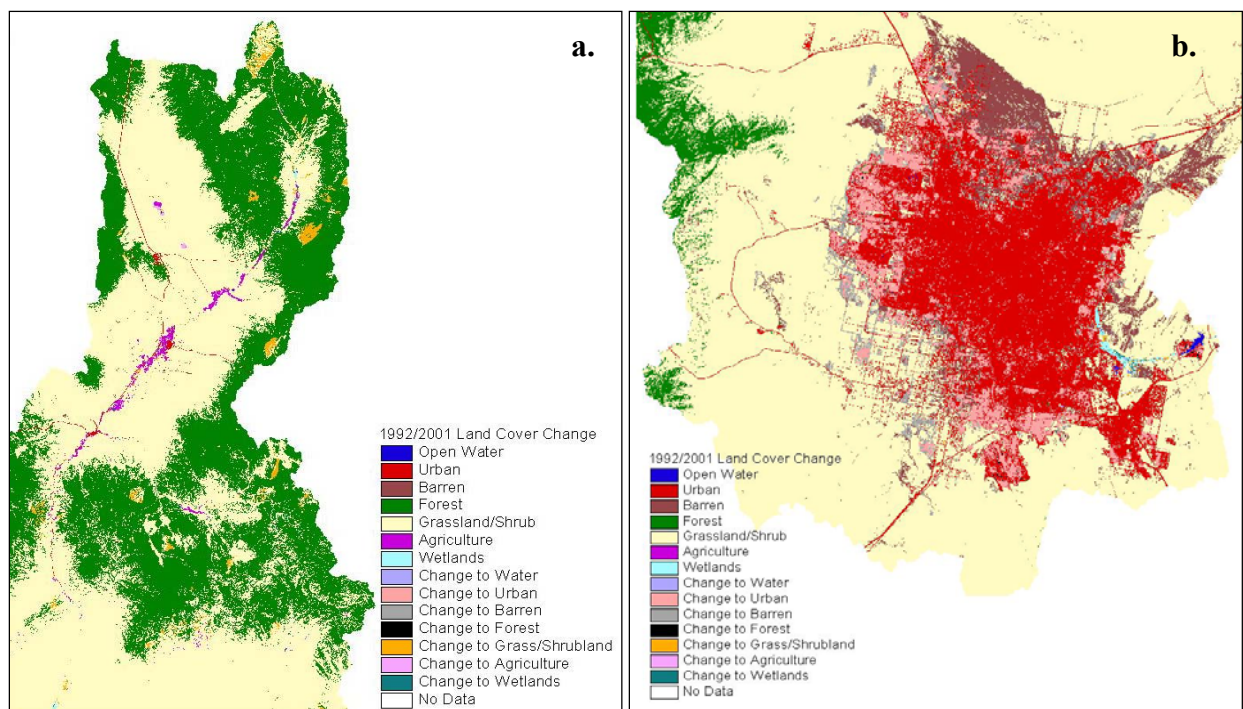 a.
1992/2001 Land Cover Change
Open Water
Urban
Barren
Forest
Grassland/Shrub
Agriculture
Wetlands
Change to Water
Change to Urban
Change to Barren
Change to Forest
Change to Grass/Shrubland
Change to Agriculture
Change to Wetlands
No Data
b.
1992/2001 Land Cover Change
Open Water
Urban
Barren
Forest
Grassland/Shrub
Agriculture
Wetlands
Change to Water
Change to Urban
Change to Barren
Change to Forest
Change to Grass/Shrubland
Change to Agriculture
Change to Wetlands
No Data